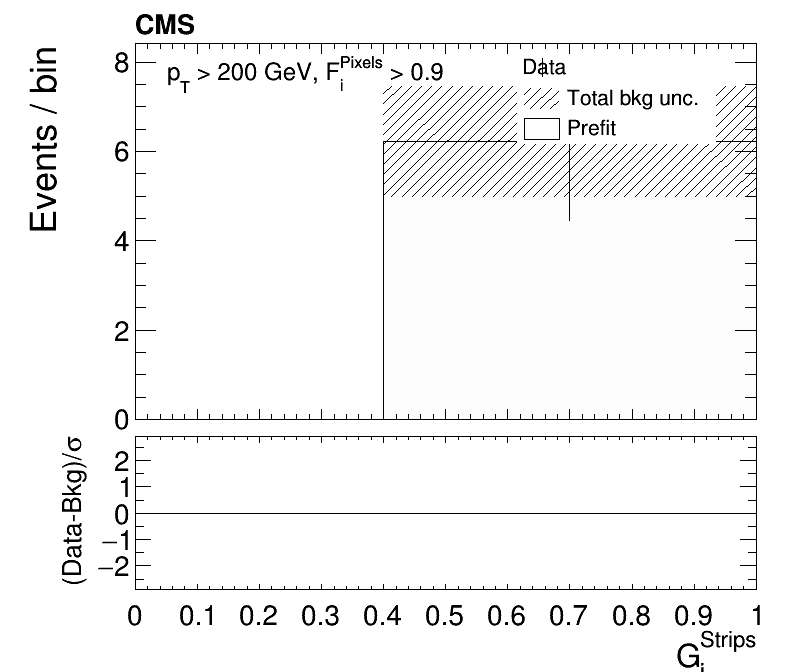 CMS
Events / bin
8
6
4
2
0
p_T > 200 GeV, F_i^Pixels > 0.9
Data
Total bkg unc.
Prefit
(Data-Bkg)/σ
2
1
0
−1
−2
0 0.1 0.2 0.3 0.4 0.5 0.6 0.7 0.8 0.9 1
G_i^Strips